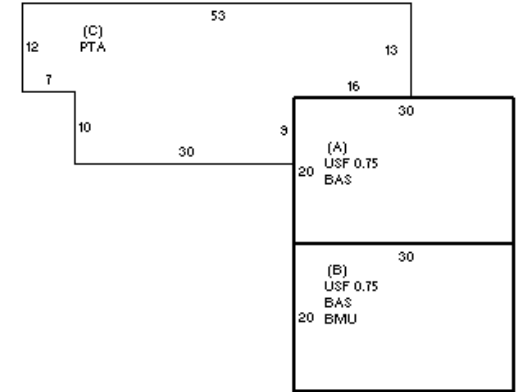 53
(C)
PTA
12
13
7
16
10
9
30
30
(A)
USF 0.75
BAS
20
30
(B)
USF 0.75
BAS
20 BMU